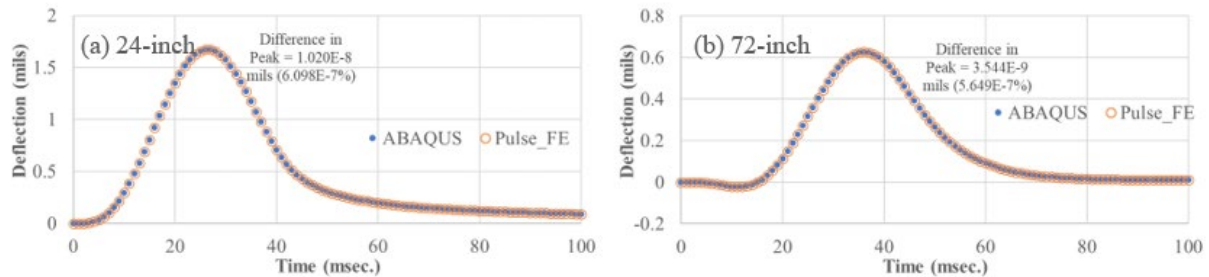 (a) 24-inch
Difference in
Peak = 1.020E-8
mils (6.098E-7%)
ABAQUS
Pulse_FE
Deflection (mils)
2
1.5
1
0.5
0
0 20 40 60 80 100
Time (msec.)
(b) 72-inch
Difference in
Peak = 3.544E-9
mils (5.649E-7%)
ABAQUS
Pulse_FE
Deflection (mils)
0.8
0.6
0.4
0.2
0
-0.2
0 20 40 60 80 100
Time (msec.)